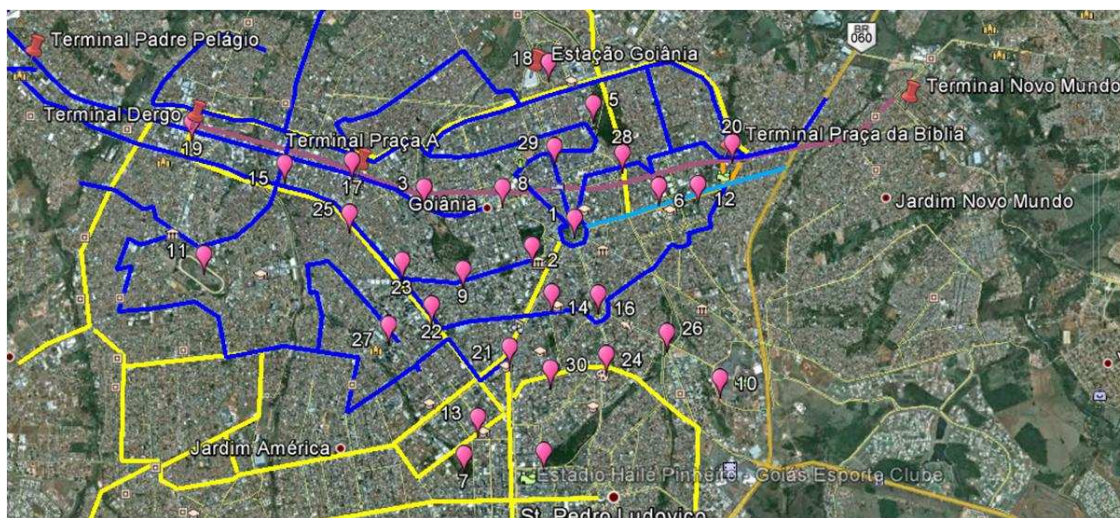 Terminal Padre Pelágio
18
Estação Goiânia
BR
060
Terminal Novo Mundo
Terminal Dergo
5
19
Terminal Praça A
29
28
20
Terminal Praça da Bíblia
15
17
3
8
6
12
Goiânia
Jardim Novo Mundo
25
1
11
2
23
9
14
16
22
27
21
26
30
24
10
13
Jardim América
7
Estádio Hailé Pinheiro - Goiás Esporte Clube
St. Pedro Ludovico